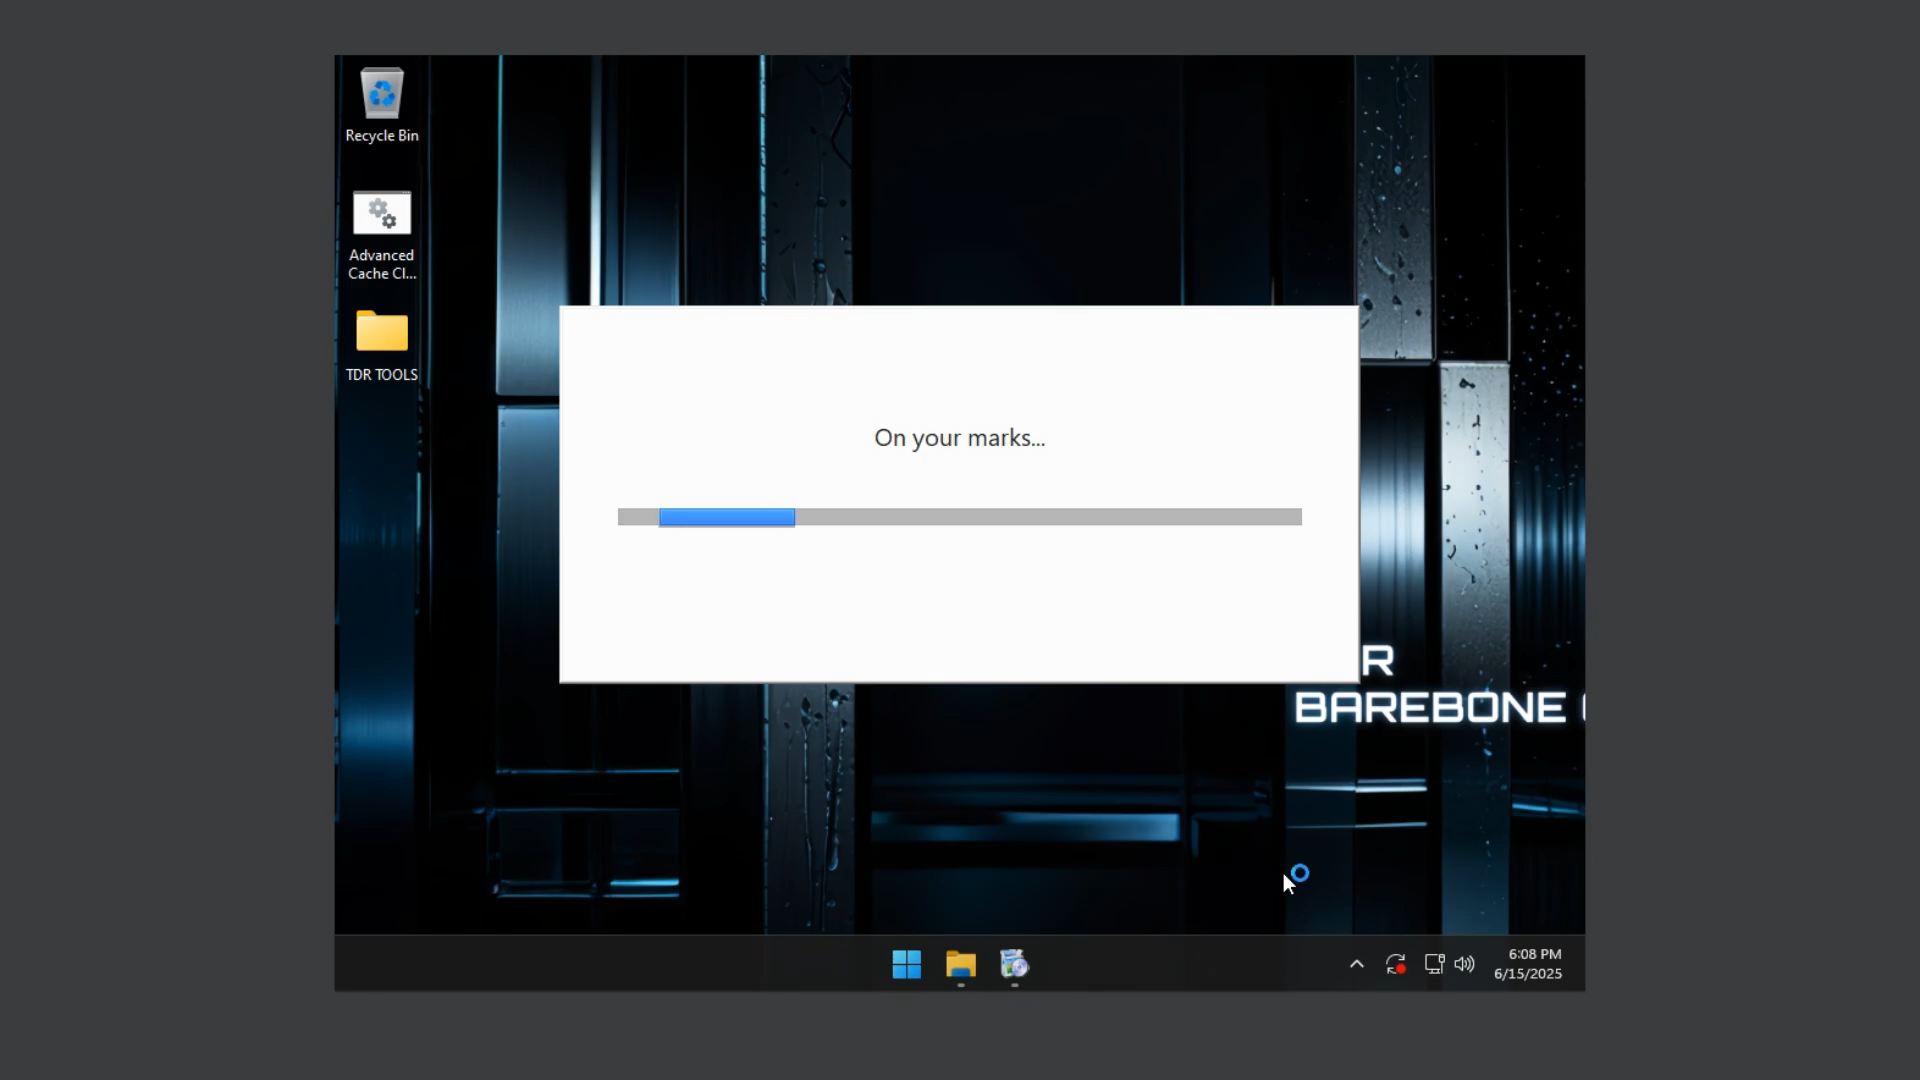 Recycle Bin
Advanced
Cache Cl...
TDR TOOLS
On your marks...
R
BAREBONE
6:08 PM
6/15/2025